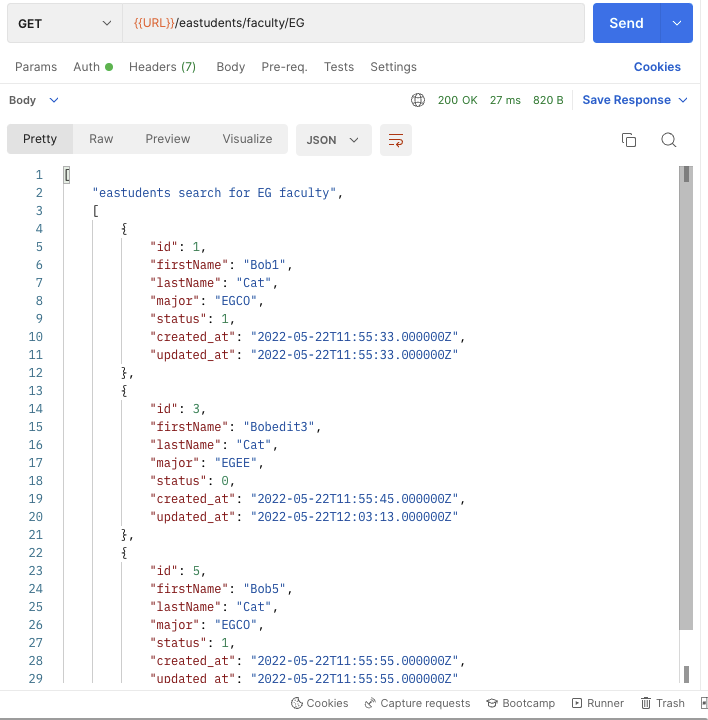 GET {{URL}}/eastudents/faculty/EG Send
Params Auth Headers (7) Body Pre-req. Tests Settings Cookies
Body 200 OK 27 ms 820 B Save Response
Pretty Raw Preview Visualize JSON
1 [
2 "eastudents search for EG faculty",
3 [
4 {
5 "id": 1,
6 "firstName": "Bob1",
7 "lastName": "Cat",
8 "major": "EGCO",
9 "status": 1,
10 "created_at": "2022-05-22T11:55:33.000000Z",
11 "updated_at": "2022-05-22T11:55:33.000000Z"
12 },
13 {
14 "id": 3,
15 "firstName": "Bobedit3",
16 "lastName": "Cat",
17 "major": "EGEE",
18 "status": 0,
19 "created_at": "2022-05-22T11:55:45.000000Z",
20 "updated_at": "2022-05-22T12:03:13.000000Z"
21 },
22 {
23 "id": 5,
24 "firstName": "Bob5",
25 "lastName": "Cat",
26 "major": "EGCO",
27 "status": 1,
28 "created_at": "2022-05-22T11:55:55.000000Z",
29 "updated_at": "2022-05-22T11:55:55.000000Z"
Cookies Capture requests Bootcamp Runner Trash